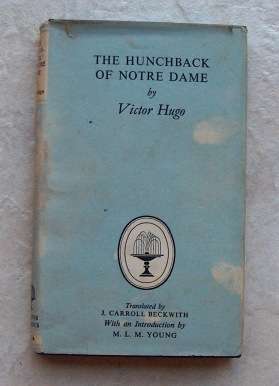 THE HUNCHBACK
OF NOTRE DAME
by
Victor Hugo
Translated by
J. CARROLL BECKWITH
With an Introduction by
M. L. M. YOUNG